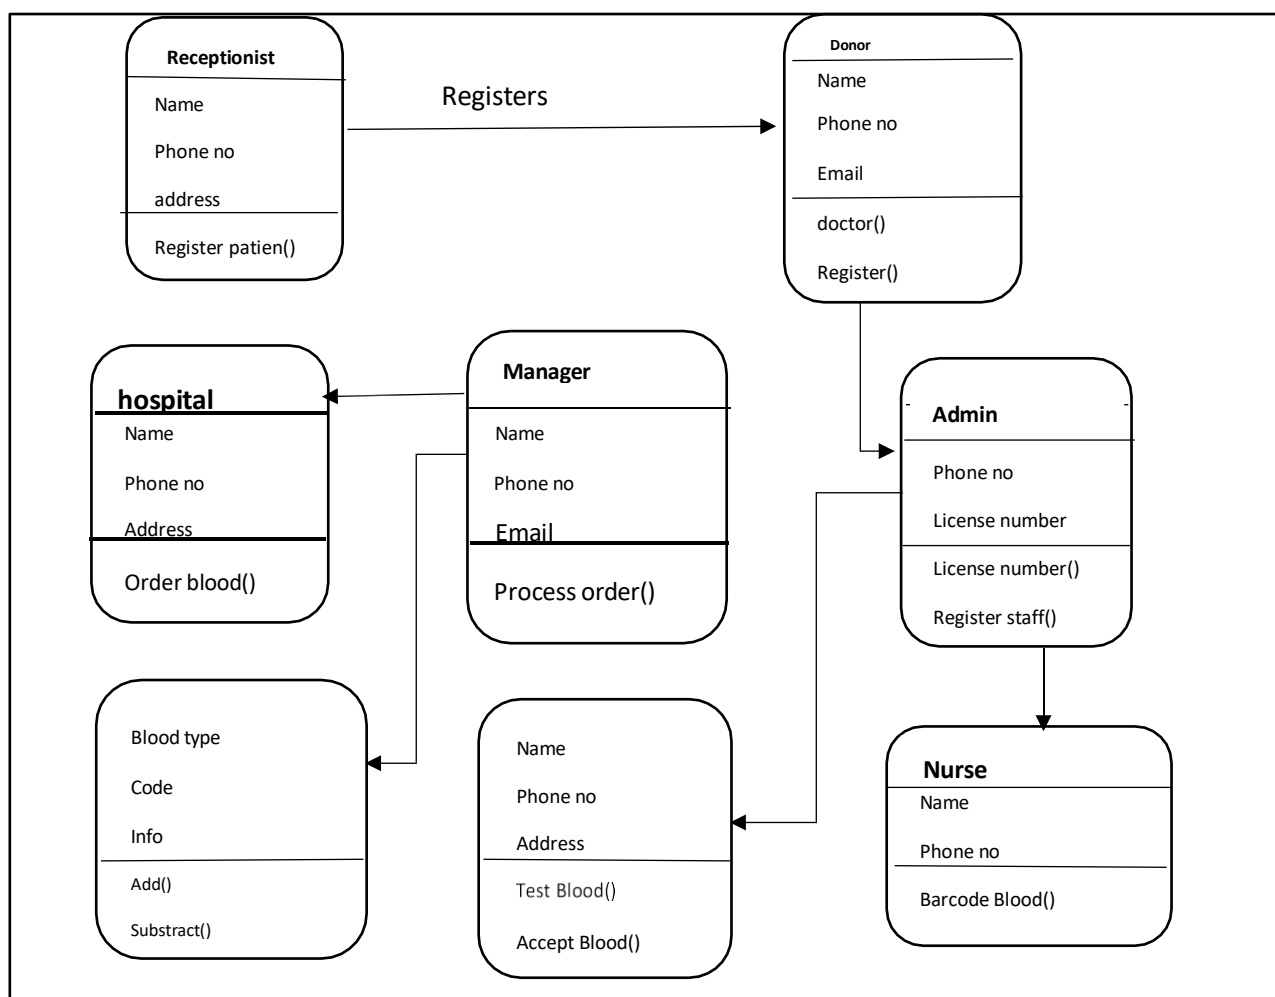 Receptionist
Name
Phone no
address
Register patien()
Registers
Donor
Name
Phone no
Email
doctor()
Register()
hospital
Name
Phone no
Address
Order blood()
Manager
Name
Phone no
Email
Process order()
Admin
Phone no
License number
License number()
Register staff()
Blood type
Code
Info
Add()
Substract()
Name
Phone no
Address
Test Blood()
Accept Blood()
Nurse
Name
Phone no
Barcode Blood()